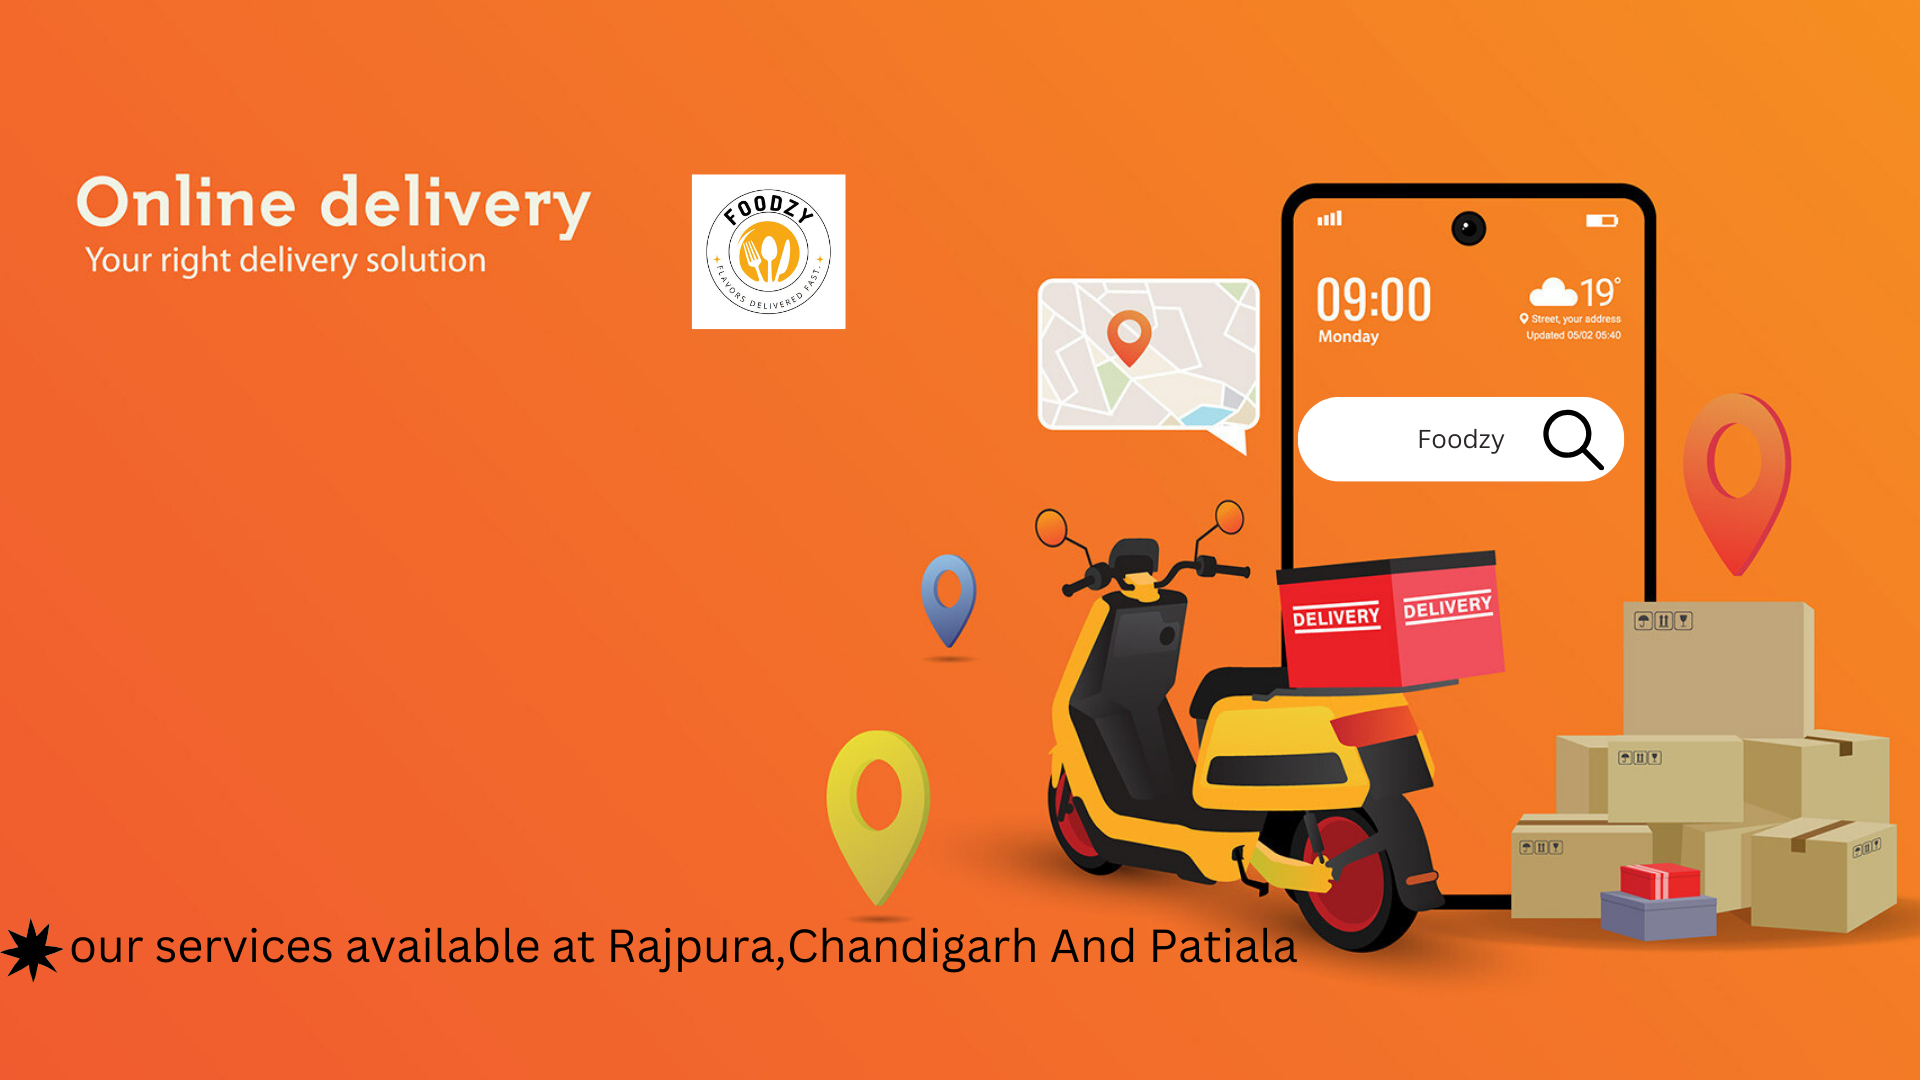 Online delivery
Your right delivery solution
FOODZY
FLAVORS DELIVERED FAST.
09:00
Monday
19°
Street, your address
Updated 05/02 05:40
Foodzy
DELIVERY
DELIVERY
our services available at Rajpura,Chandigarh And Patiala